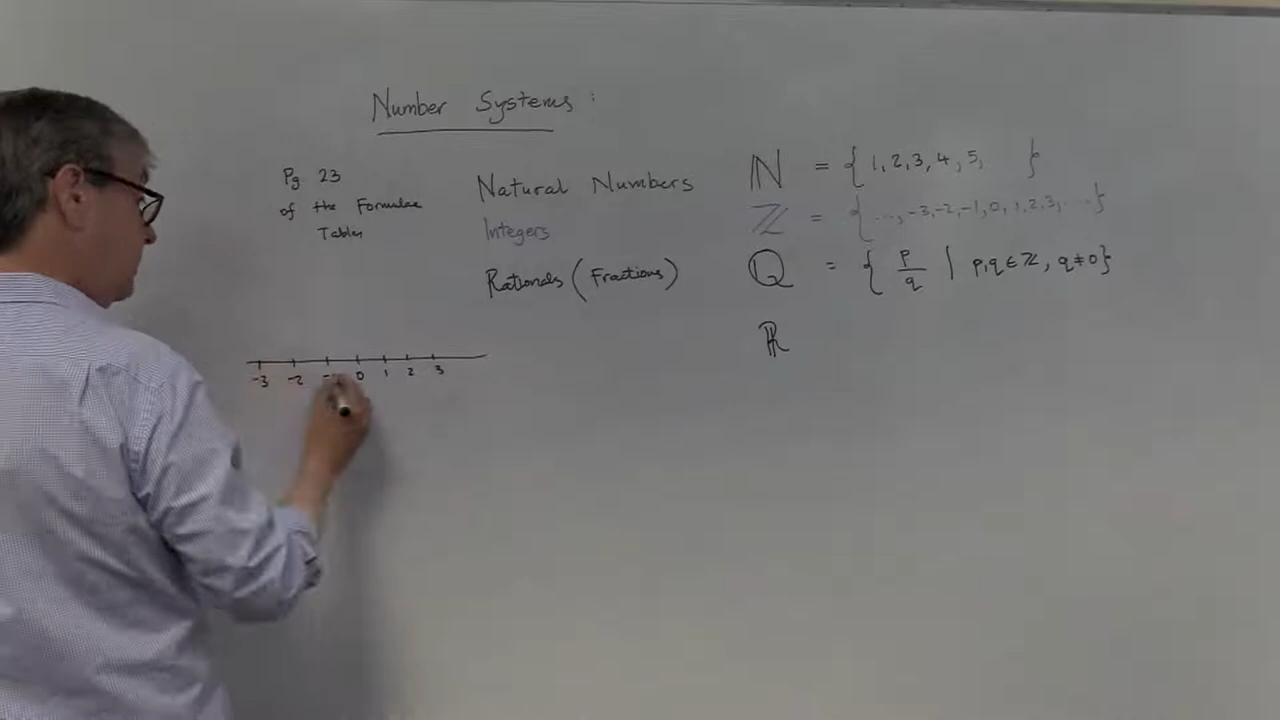 Number Systems:
Pg 23
of the Formulae
Tables
Natural Numbers ℕ = { 1, 2, 3, 4, 5, }
Integers ℤ = { ..., -3, -2, -1, 0, 1, 2, 3, ... }
Rationals (Fractions) ℚ = { p/q | p,q ∈ ℤ, q ≠ 0}
ℝ
-3 -2 0 1 2 3